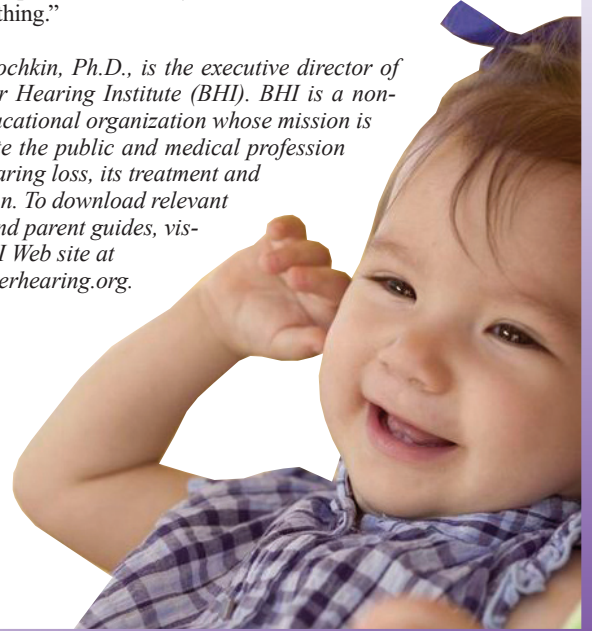 thing.”
ochkin, Ph.D., is the executive director of
r Hearing Institute (BHI). BHI is a non-
ucational organization whose mission is
te the public and medical profession
aring loss, its treatment and
n. To download relevant
nd parent guides, vis-
I Web site at
erhearing.org.